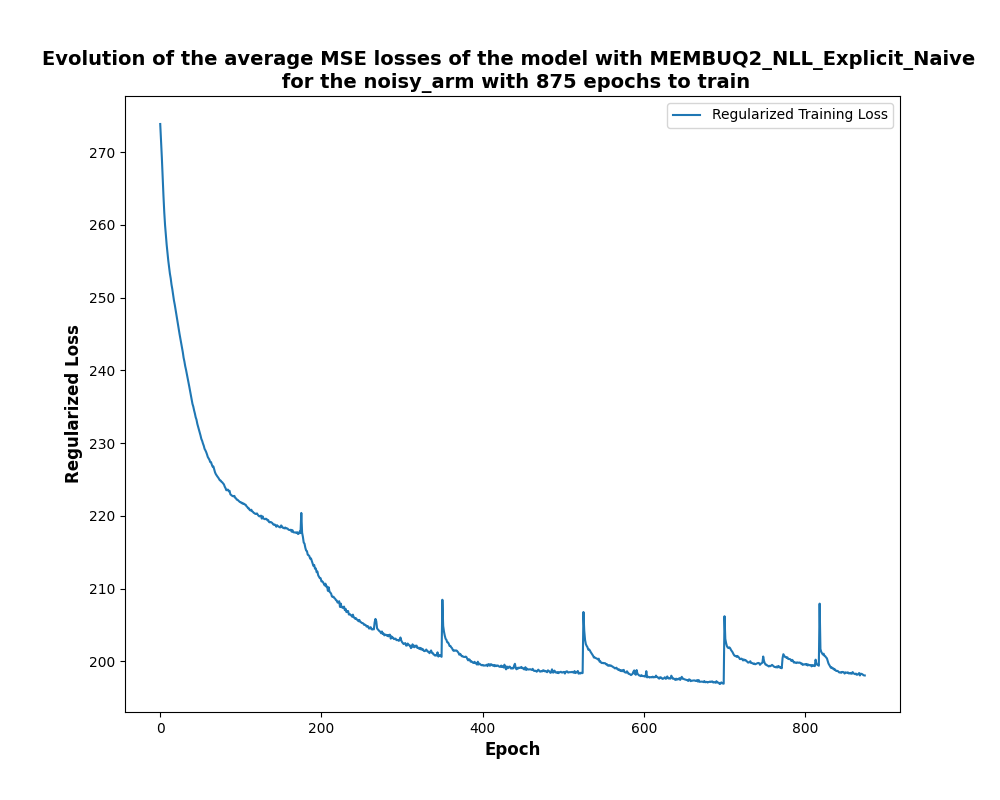 Evolution of the average MSE losses of the model with MEMBUQ2_NLL_Explicit_Naive
for the noisy_arm with 875 epochs to train
Regularized Training Loss
270
260
250
240
230
220
210
200
Regularized Loss
0 200 400 600 800
Epoch